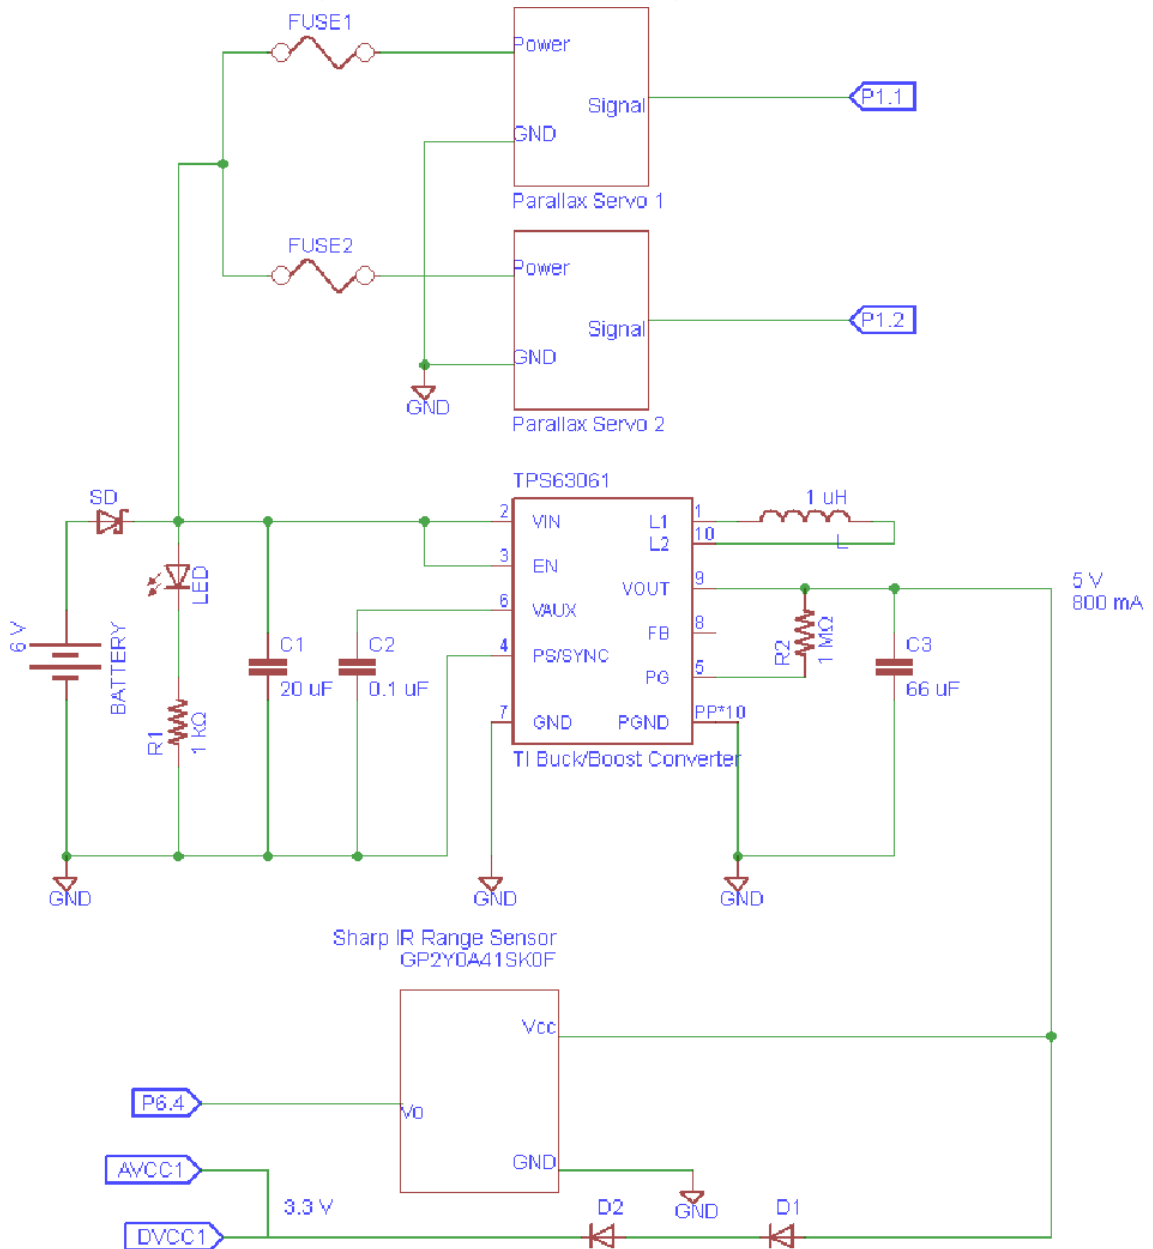 FUSE1
Power
Signal
P1.1
GND
Parallax Servo 1
FUSE2
Power
Signal
P1.2
GND
GND
Parallax Servo 2
TPS63061
SD
1 uH
2
VIN
L1
1
L2
10
L
3
EN
LED
VOUT
9
5 V
800 mA
6
VAUX
FB
8
6 V
BATTERY
C1
20 uF
C2
0.1 uF
4
PS/SYNC
PG
5
R2
1 MΩ
C3
66 uF
R1
1 kΩ
7
GND
PGND
PP*10
TI Buck/Boost Converter
GND
GND
GND
Sharp IR Range Sensor
GP2Y0A41SK0F
Vcc
P6.4
Vo
AVCC1
GND
3.3 V
GND
D2
D1
DVCC1